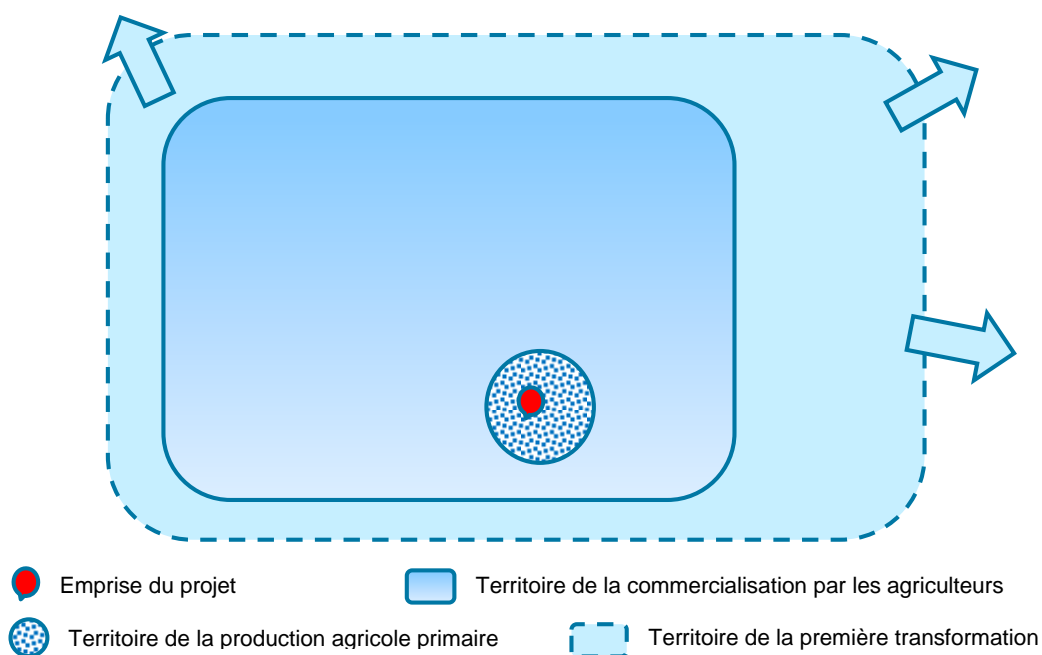 Emprise du projet
Territoire de la commercialisation par les agriculteurs
Territoire de la production agricole primaire
Territoire de la première transformation